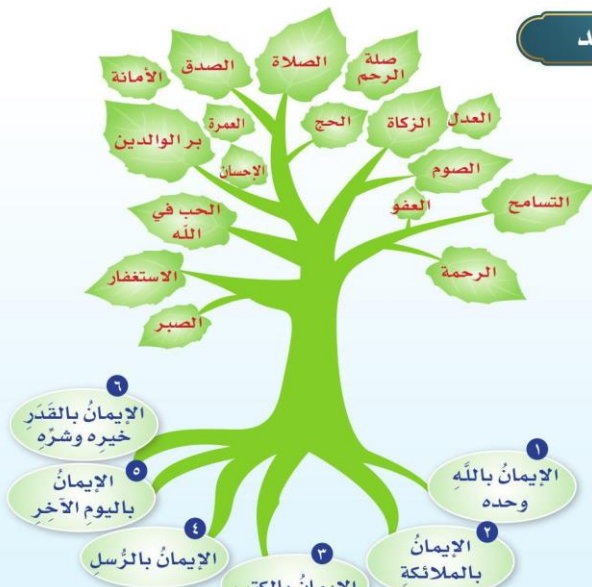 صلة
الرحم
الصلاة
الصدق
الأمانة
العدل
الزكاة
الحج
العمرة
بر الوالدين
الإحسان
الصوم
التسامح
العفو
الحب في
الله
الرحمة
الاستغفار
الصبر
١
الإيمانُ باللَّهِ
وحده
٢
الإيمانُ
بالملائكةِ
٣
٤
الإيمانُ بالرُّسلِ
٥
الإيمانُ
باليومِ الآخِرِ
٦
الإيمانُ بالقَدَرِ
خيرِه وشرِّهِ